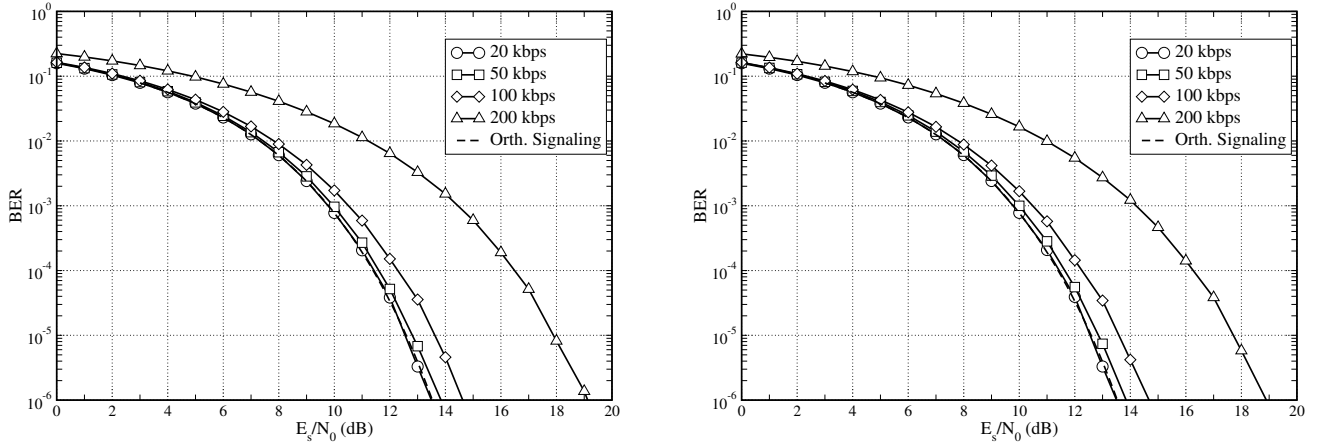 10^0
10^-1
10^-2
10^-3
10^-4
10^-5
10^-6
BER
20 kbps
50 kbps
100 kbps
200 kbps
Orth. Signaling
0 2 4 6 8 10 12 14 16 18 20
E_s/N_0 (dB)
10^0
10^-1
10^-2
10^-3
10^-4
10^-5
10^-6
BER
20 kbps
50 kbps
100 kbps
200 kbps
Orth. Signaling
0 2 4 6 8 10 12 14 16 18 20
E_s/N_0 (dB)